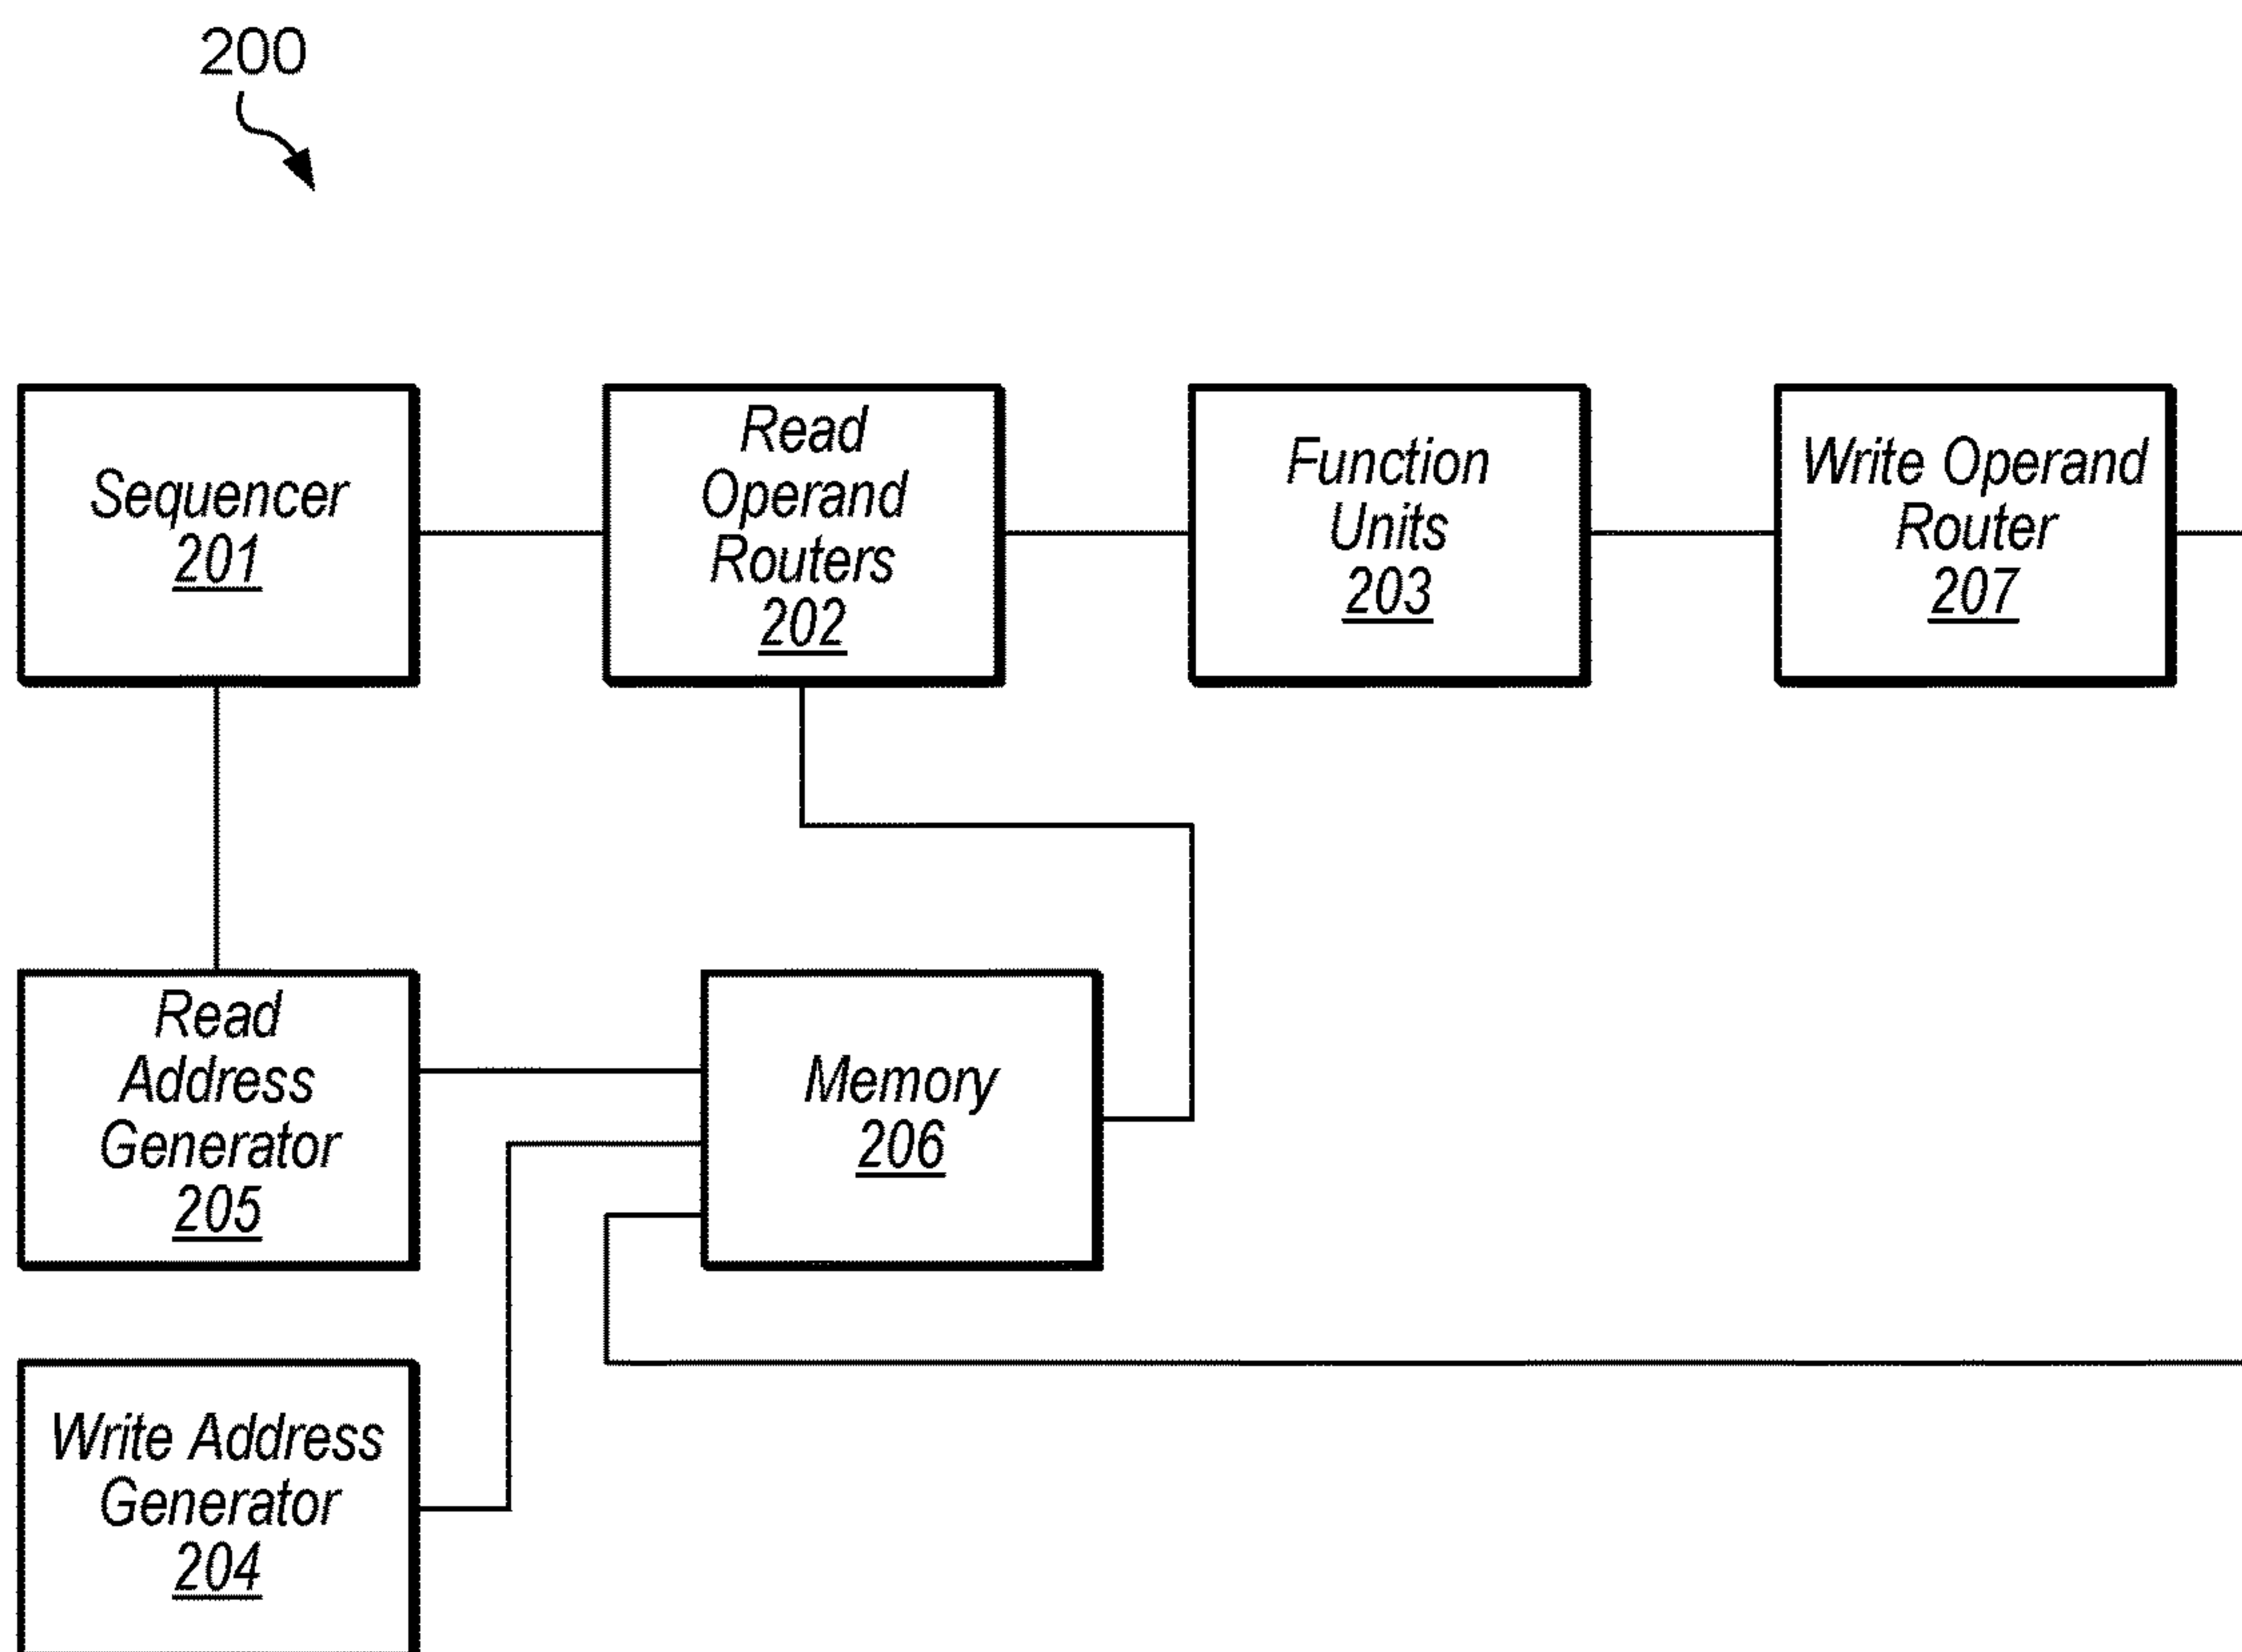 200
Sequencer
201
Read
Operand
Routers
202
Function
Units
203
Write Operand
Router
207
Read
Address
Generator
205
Memory
206
Write Address
Generator
204